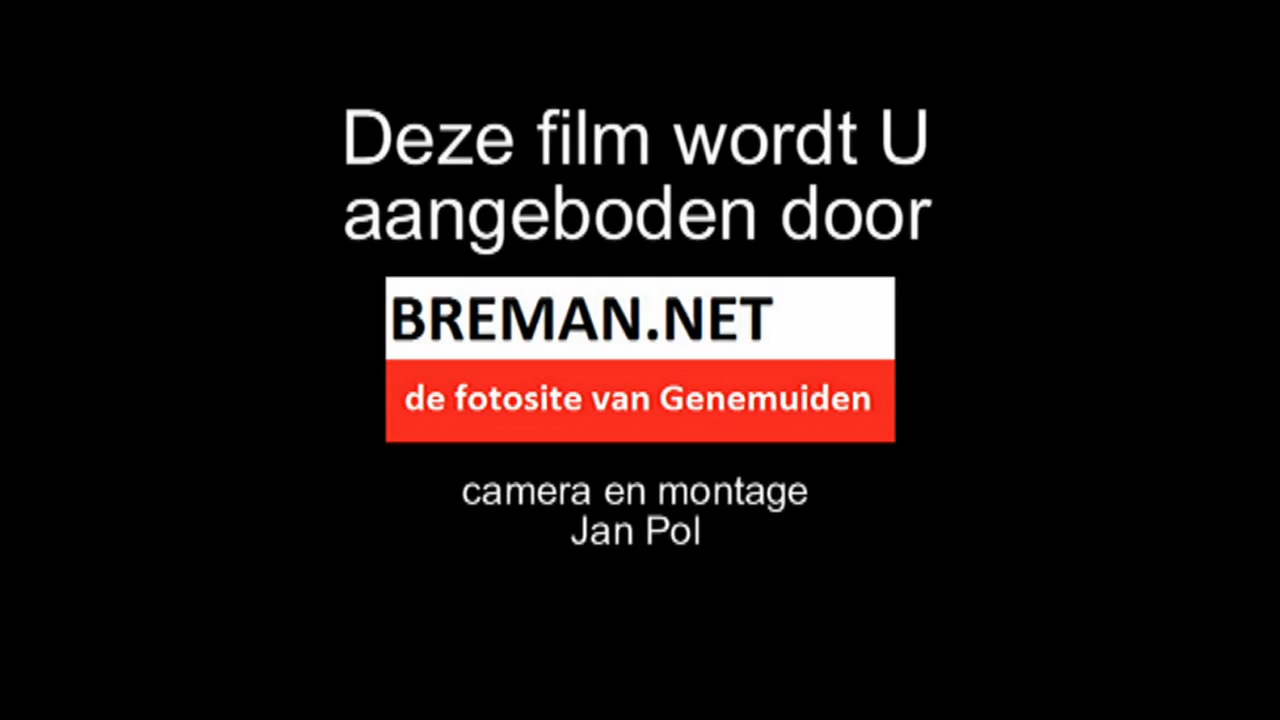 Deze film wordt U
aangeboden door
BREMAN.NET
de fotosite van Genemuiden
camera en montage
Jan Pol